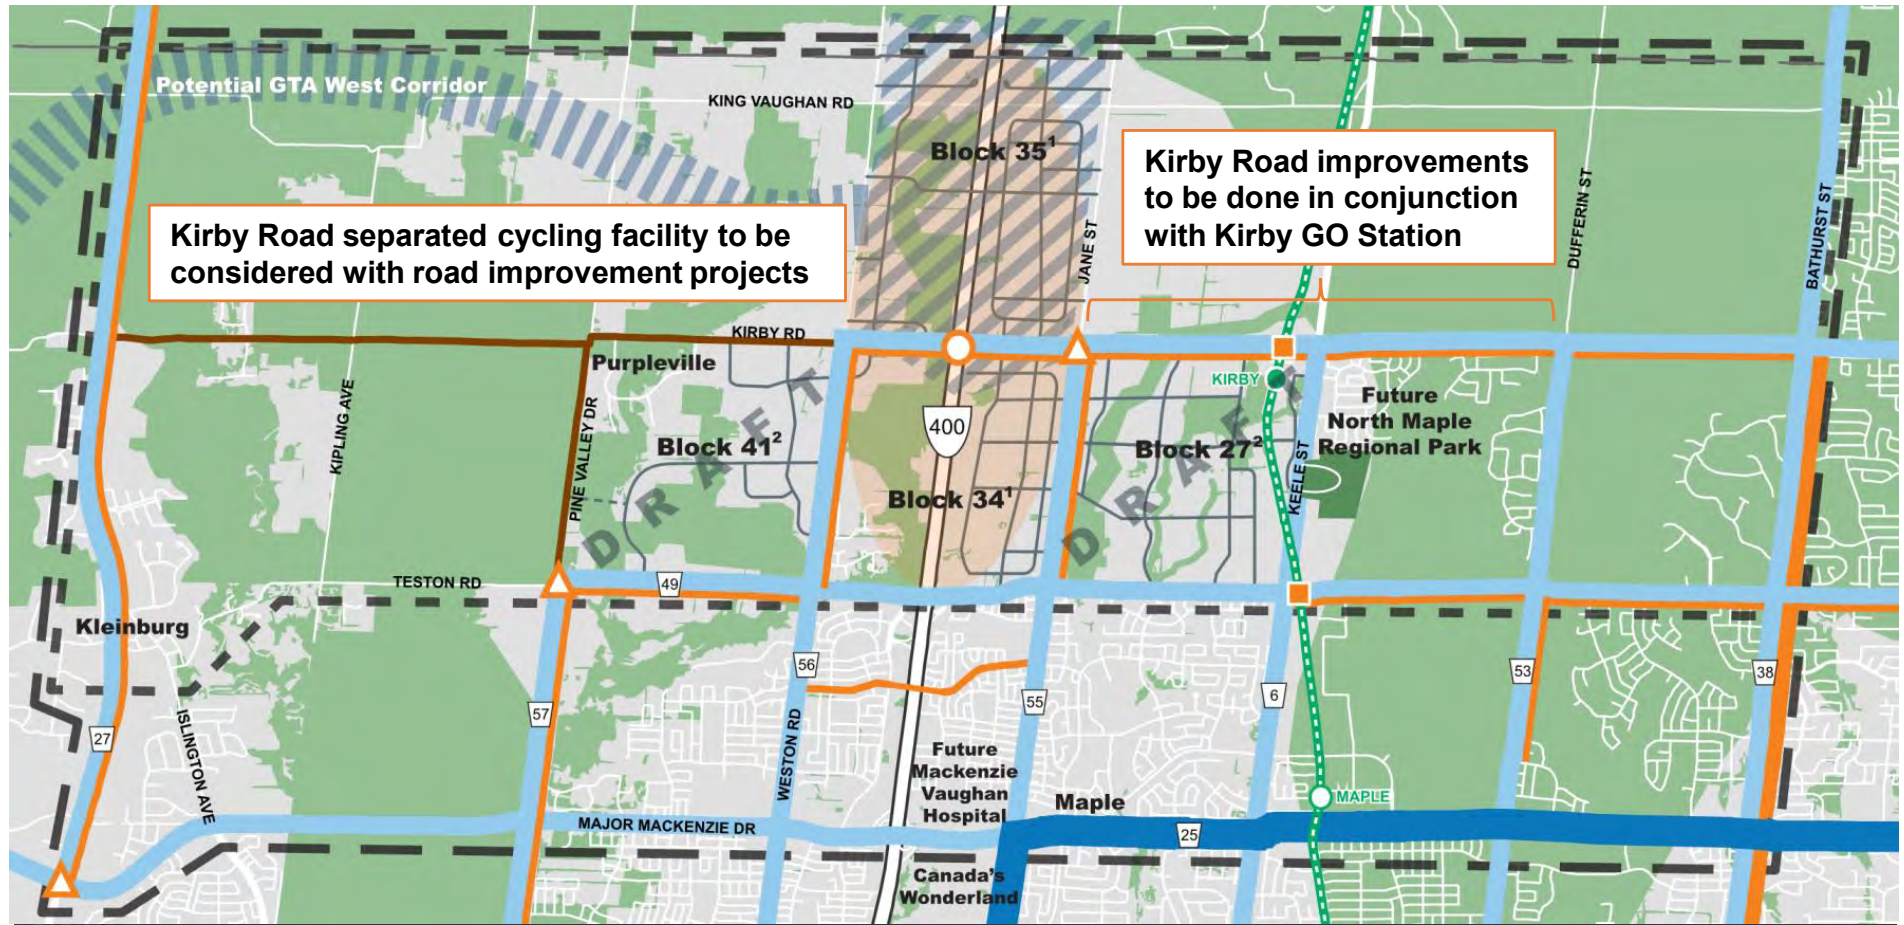 Potential GTA West Corridor
KING VAUGHAN RD
Block 35¹
Kirby Road improvements
to be done in conjunction
with Kirby GO Station
Kirby Road separated cycling facility to be
considered with road improvement projects
JANE ST
DUFFERIN ST
BATHURST ST
KIRBY RD
Purpleville
KIPLING AVE
PINE VALLEY DR
Block 41²
DRAFT
400
Block 34¹
KIRBY
Block 27²
DRAFT
KEELE ST
Future
North Maple
Regional Park
TESTON RD
49
Kleinburg
56
57
27
ISLINGTON AVE
WESTON RD
55
6
53
38
Future
Mackenzie
Vaughan
Hospital
Maple
MAPLE
MAJOR MACKENZIE DR
25
Canada's
Wonderland